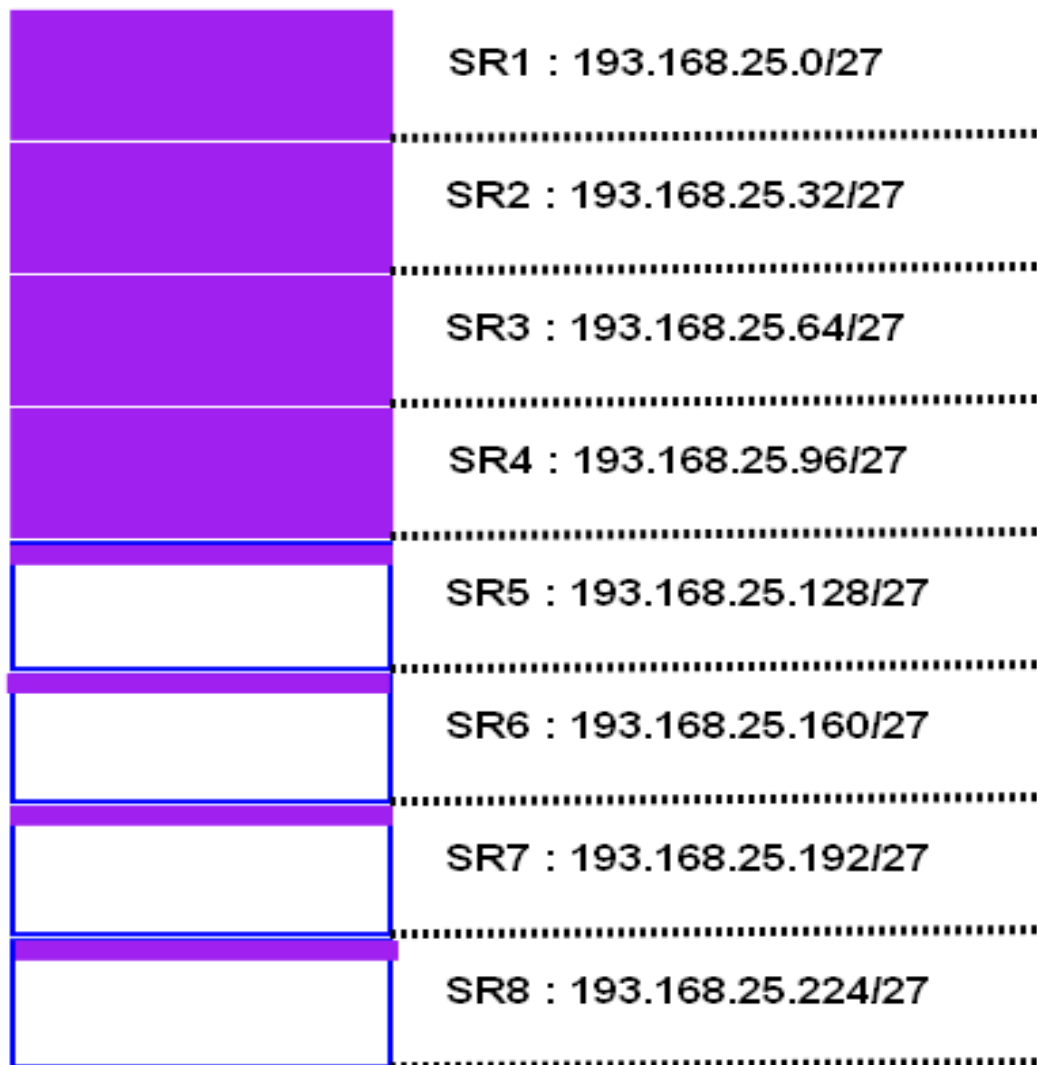 SR1 : 193.168.25.0/27
SR2 : 193.168.25.32/27
SR3 : 193.168.25.64/27
SR4 : 193.168.25.96/27
SR5 : 193.168.25.128/27
SR6 : 193.168.25.160/27
SR7 : 193.168.25.192/27
SR8 : 193.168.25.224/27